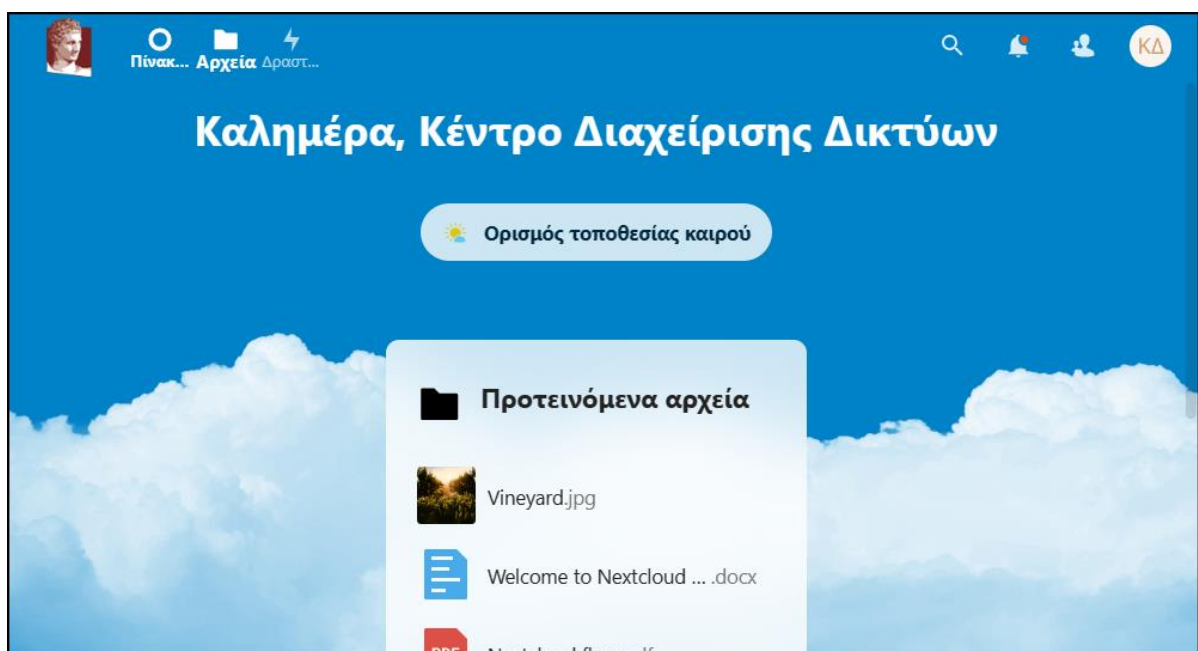 Πίνακ... Αρχεία Δραστ...
ΚΔ
Καλημέρα, Κέντρο Διαχείρισης Δικτύων
Ορισμός τοποθεσίας καιρού
Προτεινόμενα αρχεία
Vineyard.jpg
Welcome to Nextcloud ... .docx